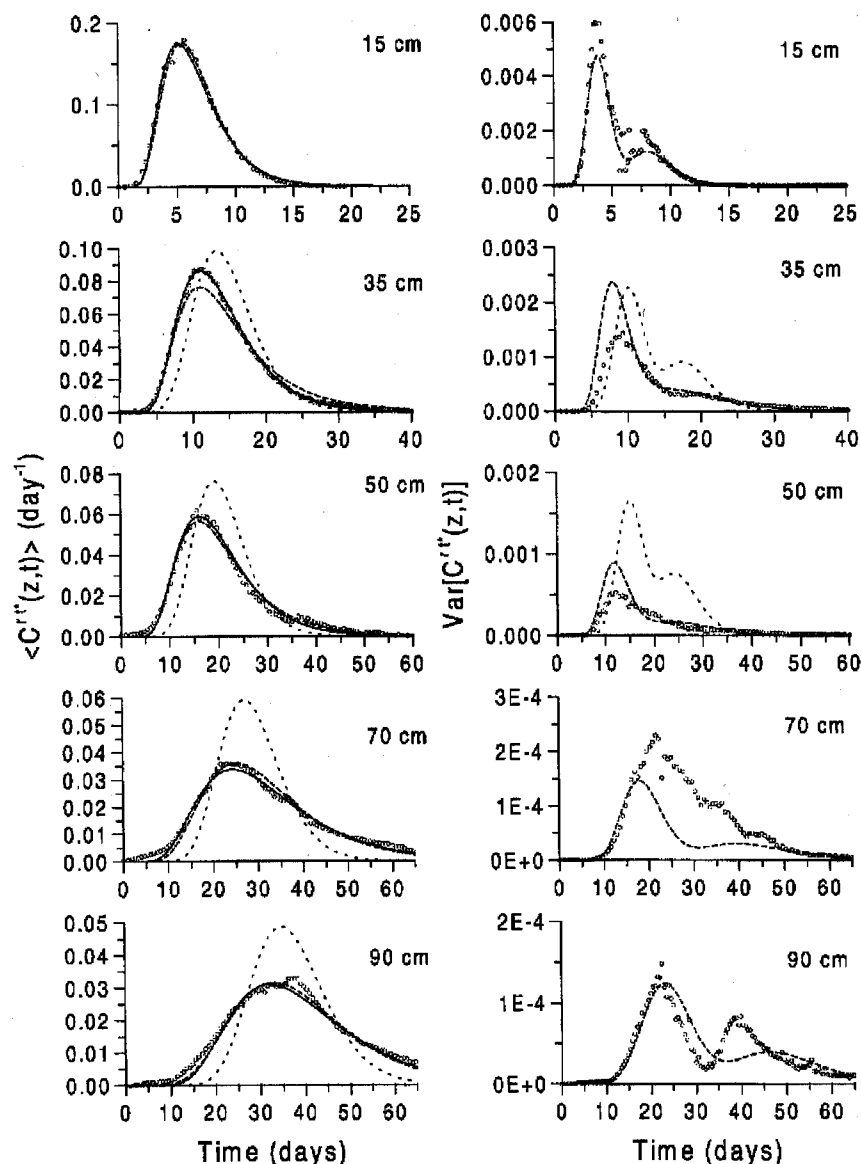 0.2
0.1
0.0
15 cm
0 5 10 15 20 25
0.006
0.004
0.002
0.000
15 cm
0 5 10 15 20 25
0.10
0.08
0.06
0.04
0.02
0.00
35 cm
0 10 20 30 40
0.003
0.002
0.001
0.000
35 cm
0 10 20 30 40
<C^rt*(z,t)> (day^-1)
0.08
0.06
0.04
0.02
0.00
50 cm
0 10 20 30 40 50 60
Var[C^rt*(z,t)]
0.002
0.001
0.000
50 cm
0 10 20 30 40 50 60
0.06
0.05
0.04
0.03
0.02
0.01
0.00
70 cm
0 10 20 30 40 50 60
3E-4
2E-4
1E-4
0E+0
70 cm
0 10 20 30 40 50 60
0.05
0.04
0.03
0.02
0.01
0.00
90 cm
0 10 20 30 40 50 60
Time (days)
2E-4
1E-4
0E+0
90 cm
0 10 20 30 40 50 60
Time (days)